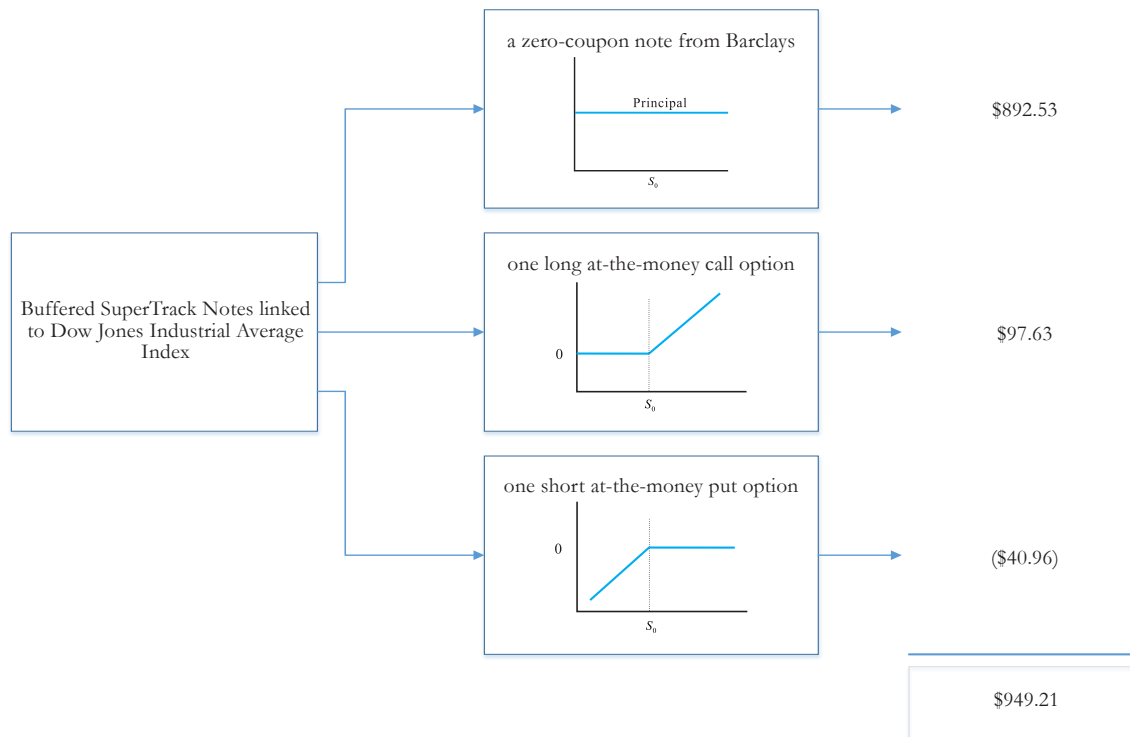 a zero-coupon note from Barclays
Principal
S₀
$892.53
Buffered SuperTrack Notes linked
to Dow Jones Industrial Average
Index
one long at-the-money call option
0
S₀
$97.63
one short at-the-money put option
0
S₀
($40.96)
$949.21